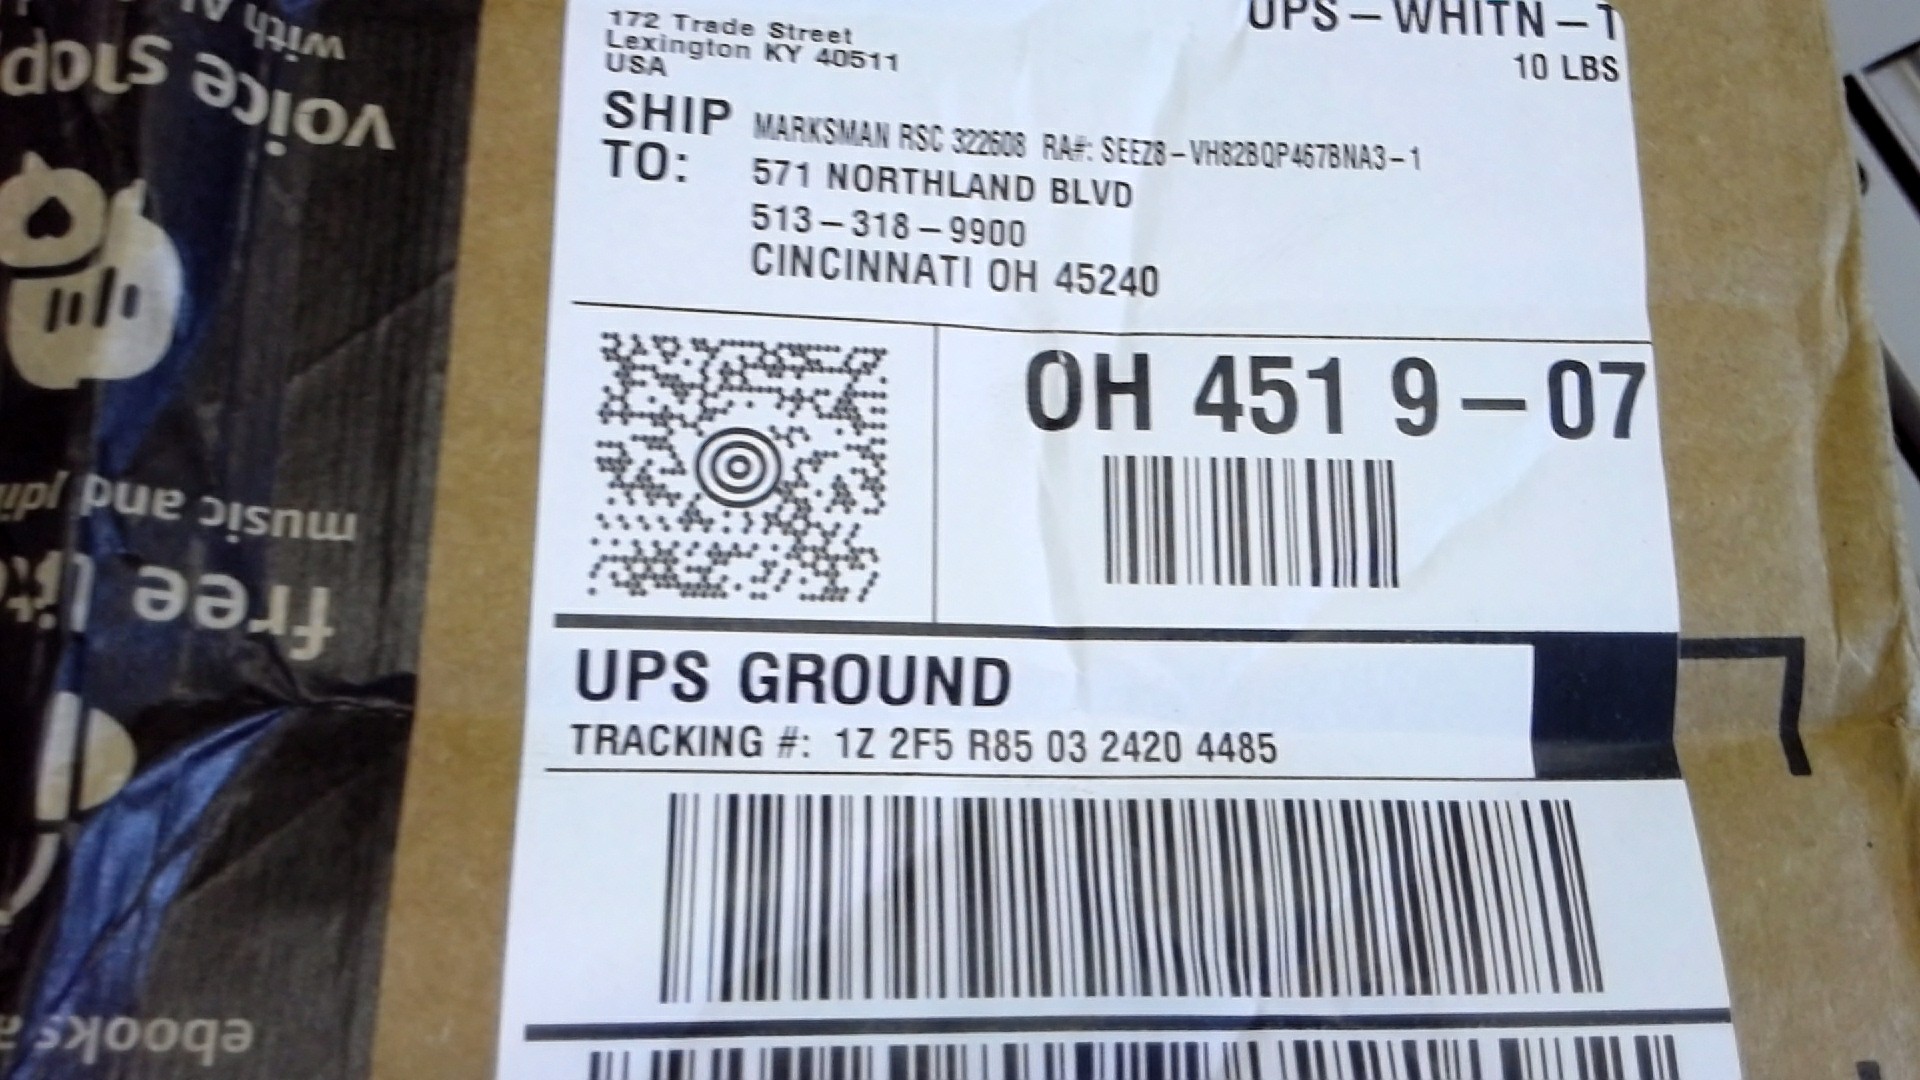 172 Trade Street
Lexington KY 40511
USA
UPS - WHITN - 1
10 LBS
SHIP TO:
MARKSMAN RSC 322608 RA#: SEEZ8-VH82BQP467BNA3-1
571 NORTHLAND BLVD
513-318-9900
CINCINNATI OH 45240
OH 451 9-07
UPS GROUND
TRACKING #: 1Z 2F5 R85 03 2420 4485
voice shop
music and
free
ebooks